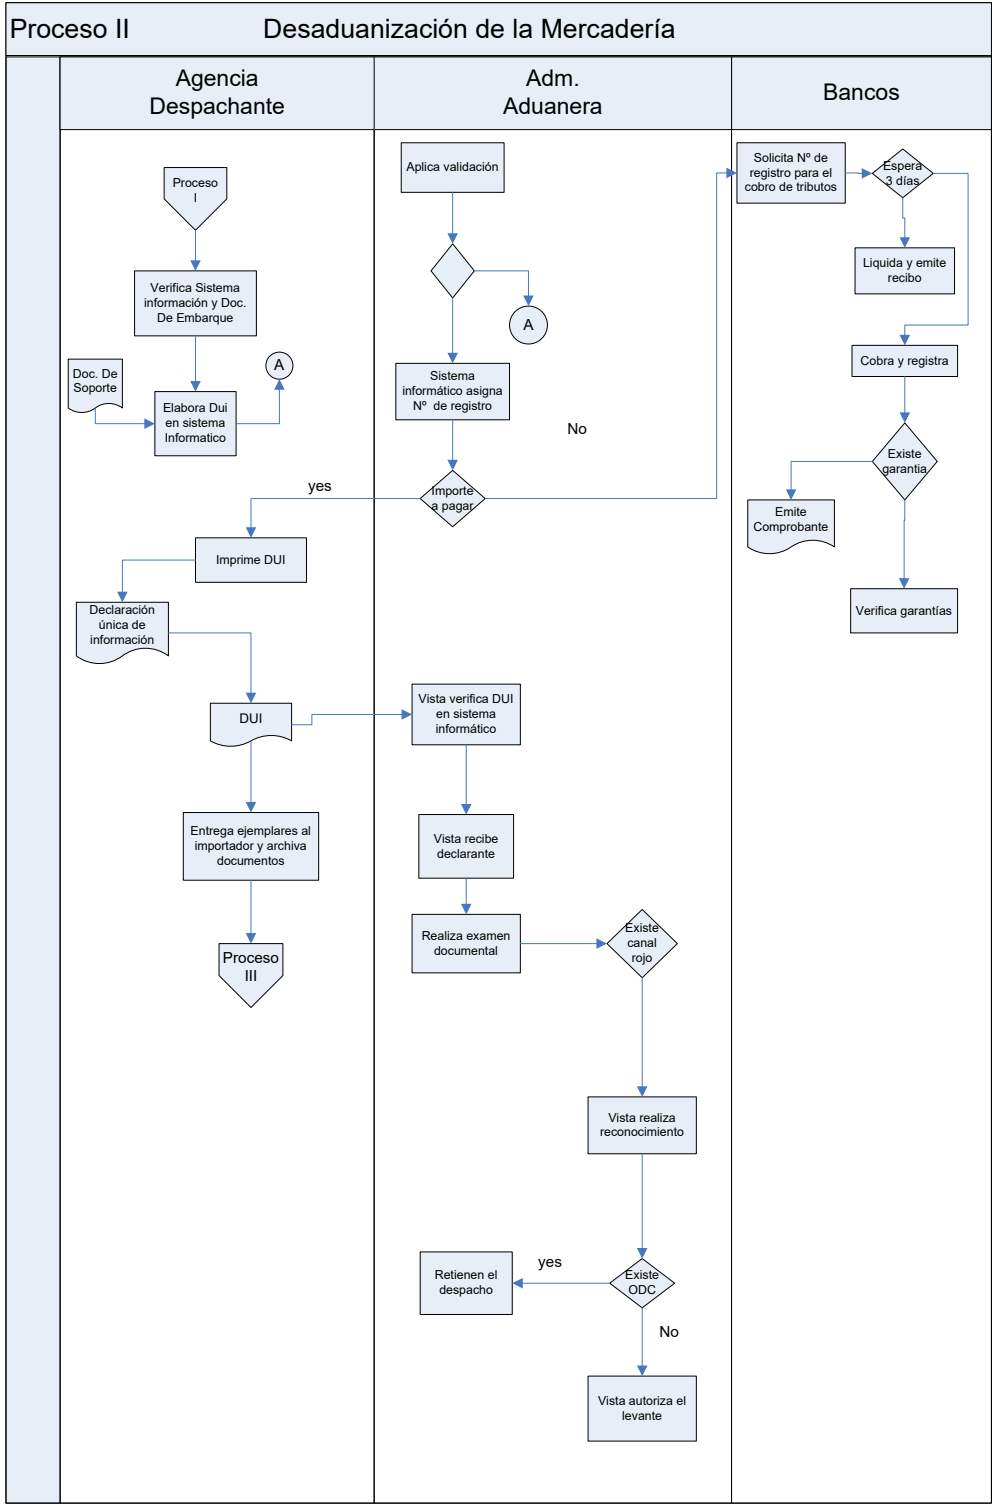 Proceso II
Desaduanización de la Mercadería
Agencia
Despachante
Adm.
Aduanera
Bancos
Proceso
I
Verifica Sistema
información y Doc.
De Embarque
Doc. De
Soporte
A
Elabora Dui
en sistema
Informatico
yes
Imprime DUI
Declaración
única de
información
DUI
Entrega ejemplares al
importador y archiva
documentos
Proceso
III
Aplica validación
A
Sistema
informático asigna
Nº de registro
No
Importe
a pagar
Vista verifica DUI
en sistema
informático
Vista recibe
declarante
Realiza examen
documental
Existe
canal
rojo
Vista realiza
reconocimiento
Retienen el
despacho
yes
Existe
ODC
No
Vista autoriza el
levante
Solicita Nº de
registro para el
cobro de tributos
Espera
3 días
Liquida y emite
recibo
Cobra y registra
Existe
garantia
Emite
Comprobante
Verifica garantías